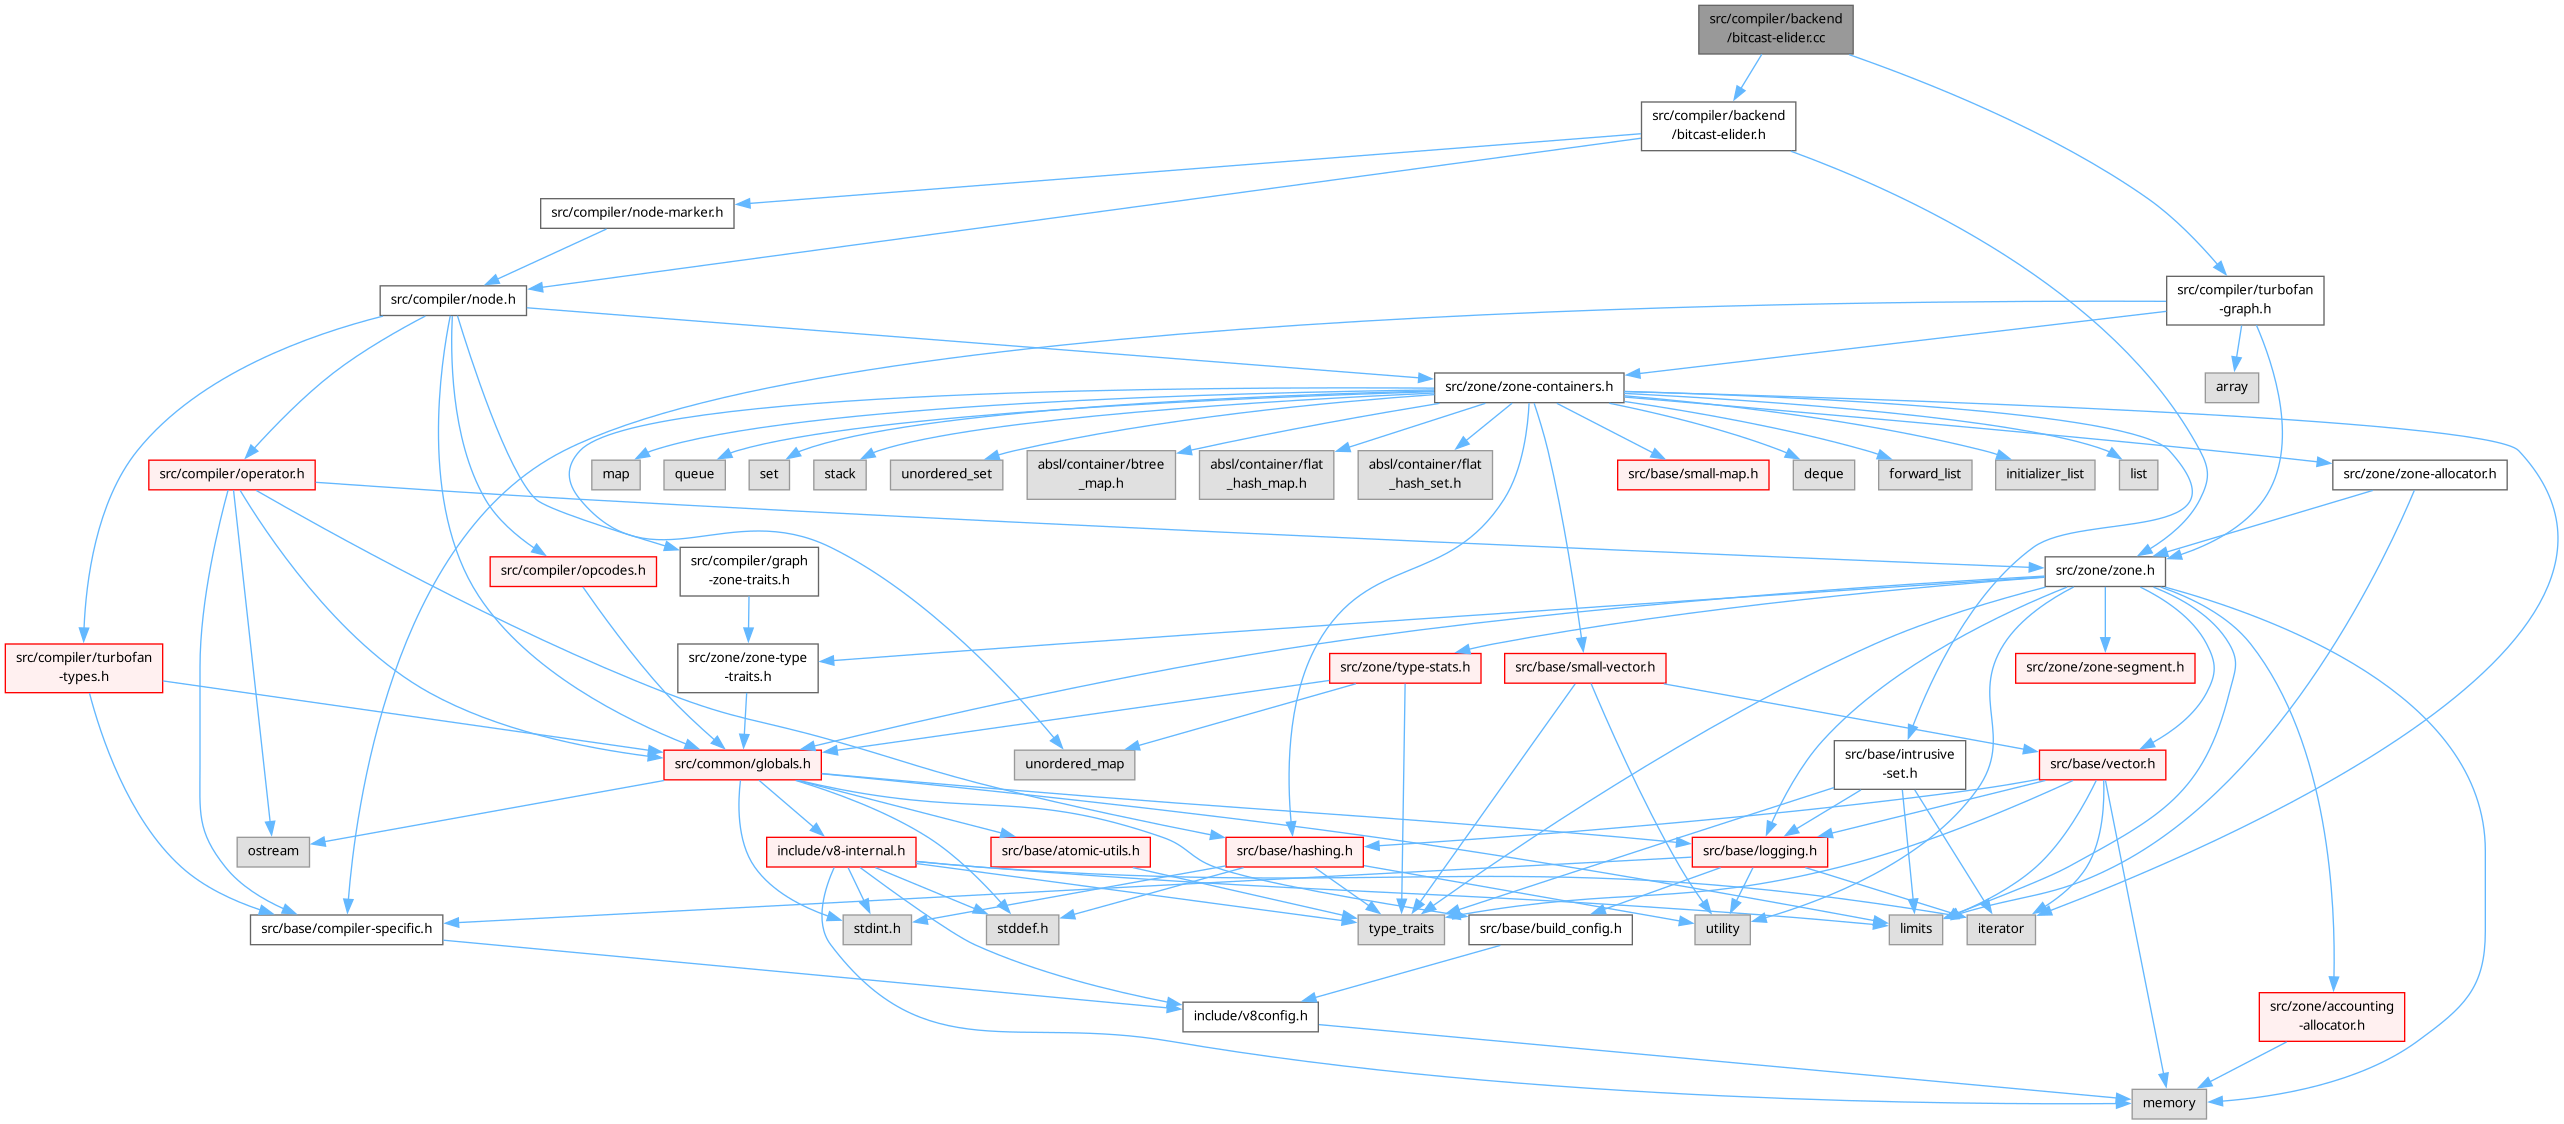 src/compiler/backend
/bitcast-elider.cc
src/compiler/backend
/bitcast-elider.h
src/compiler/node-marker.h
src/compiler/node.h
src/compiler/turbofan
-graph.h
src/zone/zone-containers.h
array
src/compiler/operator.h
map
queue
set
stack
unordered_set
absl/container/btree
_map.h
absl/container/flat
_hash_map.h
absl/container/flat
_hash_set.h
src/base/small-map.h
deque
forward_list
initializer_list
list
src/zone/zone-allocator.h
src/compiler/opcodes.h
src/compiler/graph
-zone-traits.h
src/zone/zone.h
src/compiler/turbofan
-types.h
src/zone/zone-type
-traits.h
src/zone/type-stats.h
src/base/small-vector.h
src/zone/zone-segment.h
src/common/globals.h
unordered_map
src/base/intrusive
-set.h
src/base/vector.h
ostream
include/v8-internal.h
src/base/atomic-utils.h
src/base/hashing.h
src/base/logging.h
src/base/compiler-specific.h
stdint.h
stddef.h
type_traits
src/base/build_config.h
utility
limits
iterator
include/v8config.h
src/zone/accounting
-allocator.h
memory